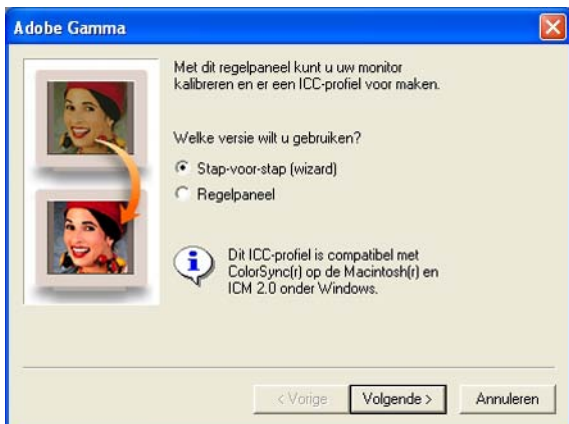 Adobe Gamma
Met dit regelpaneel kunt u uw monitor
kalibreren en er een ICC-profiel voor maken.
Welke versie wilt u gebruiken?
Stap-voor-stap (wizard)
Regelpaneel
Dit ICC-profiel is compatibel met
ColorSync(r) op de Macintosh(r) en
ICM 2.0 onder Windows.
< Vorige
Volgende >
Annuleren